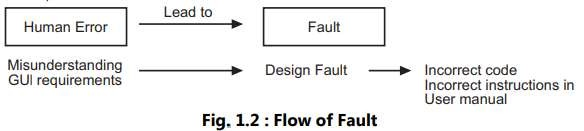 Human Error
Lead to
Fault
Misunderstanding
GUI requirements
Design Fault
Incorrect code
Incorrect instructions in
User manual
Fig. 1.2 : Flow of Fault